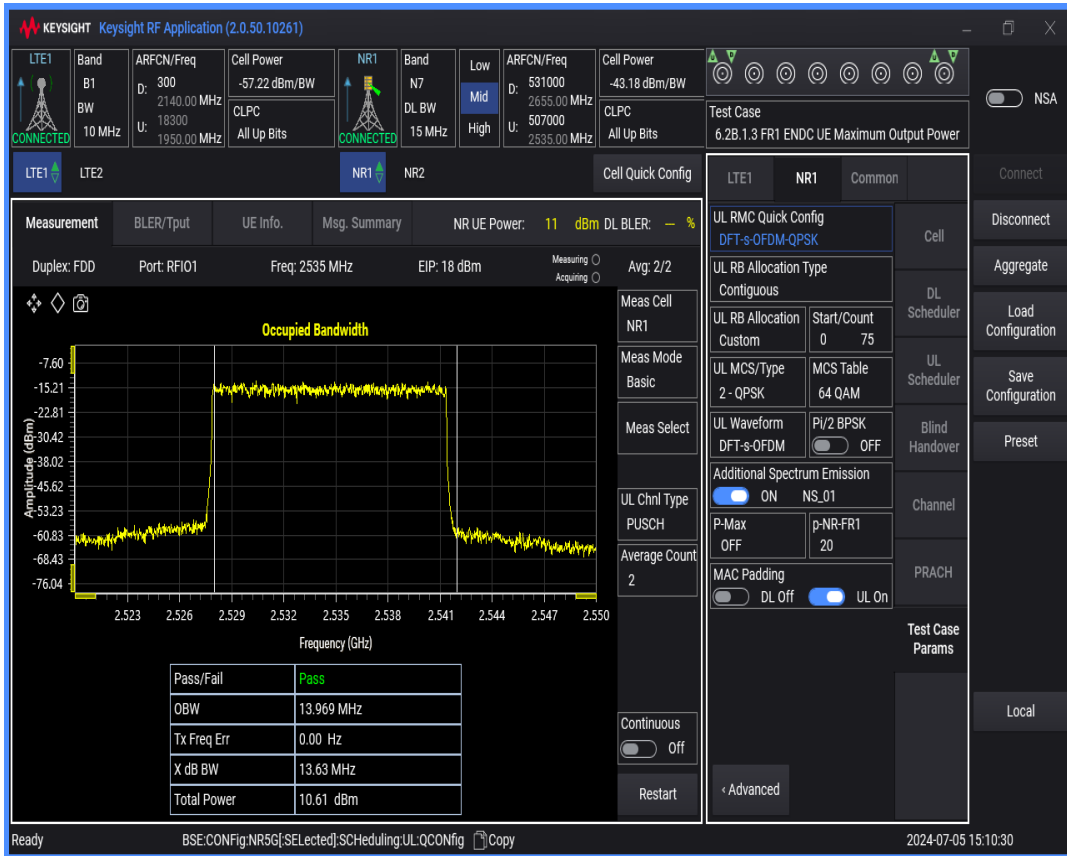 KEYSIGHT Keysight RF Application (2.0.50.10261)
LTE1
CONNECTED
Band
B1
BW
10 MHz
ARFCN/Freq
D: 300
2140.00 MHz
U: 18300
1950.00 MHz
Cell Power
-57.22 dBm/BW
CLPC
All Up Bits
NR1
CONNECTED
Band
N7
DL BW
15 MHz
Low
Mid
High
ARFCN/Freq
D: 531000
2655.00 MHz
U: 507000
2535.00 MHz
Cell Power
-43.18 dBm/BW
CLPC
All Up Bits
Test Case
6.2B.1.3 FR1 ENDC UE Maximum Output Power
NSA
LTE1 LTE2
NR1 NR2
Cell Quick Config
Measurement BLER/Tput UE Info. Msg. Summary NR UE Power: 11 dBm DL BLER: — %
Duplex: FDD Port: RFIO1 Freq: 2535 MHz EIP: 18 dBm Measuring Avg: 2/2
Acquiring
Occupied Bandwidth
-7.60
-15.21
-22.81
-30.42
-38.02
-45.62
-53.23
-60.83
-68.43
-76.04
Amplitude (dBm)
2.523 2.526 2.529 2.532 2.535 2.538 2.541 2.544 2.547 2.550
Frequency (GHz)
Pass/Fail Pass
OBW 13.969 MHz
Tx Freq Err 0.00 Hz
X dB BW 13.63 MHz
Total Power 10.61 dBm
Meas Cell
NR1
Meas Mode
Basic
Meas Select
UL Chnl Type
PUSCH
Average Count
2
Continuous
Off
Restart
LTE1 NR1 Common
UL RMC Quick Config
DFT-s-OFDM-QPSK
UL RB Allocation Type
Contiguous
UL RB Allocation Start/Count
Custom 0 75
UL MCS/Type MCS Table
2 - QPSK 64 QAM
UL Waveform Pi/2 BPSK
DFT-s-OFDM OFF
Additional Spectrum Emission
ON NS_01
P-Max p-NR-FR1
OFF 20
MAC Padding
DL Off UL On
‹ Advanced
Cell
DL
Scheduler
UL
Scheduler
Blind
Handover
Channel
PRACH
Test Case
Params
Connect
Disconnect
Aggregate
Load
Configuration
Save
Configuration
Preset
Local
Ready BSE:CONFig:NR5G[:SELected]:SCHeduling:UL:QCONfig Copy 2024-07-05 15:10:30